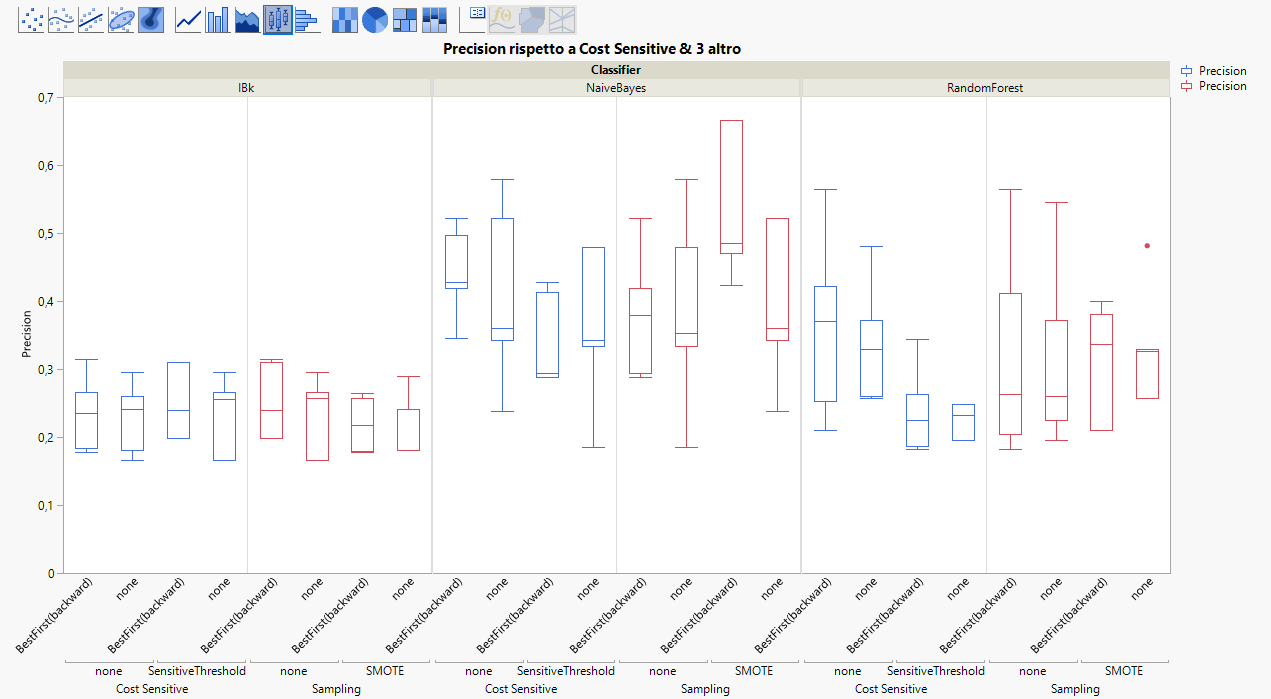 Precision rispetto a Cost Sensitive & 3 altro
Classifier
IBk NaiveBayes RandomForest
Precision
Precision
0,7
0,6
0,5
0,4
0,3
0,2
0,1
0
Precision
BestFirst(backward) none BestFirst(backward) none BestFirst(backward) none BestFirst(backward) none BestFirst(backward) none BestFirst(backward) none BestFirst(backward) none BestFirst(backward) none BestFirst(backward) none BestFirst(backward) none BestFirst(backward) none BestFirst(backward) none
none SensitiveThreshold none SMOTE none SensitiveThreshold none SMOTE none SensitiveThreshold none SMOTE
Cost Sensitive Sampling Cost Sensitive Sampling Cost Sensitive Sampling